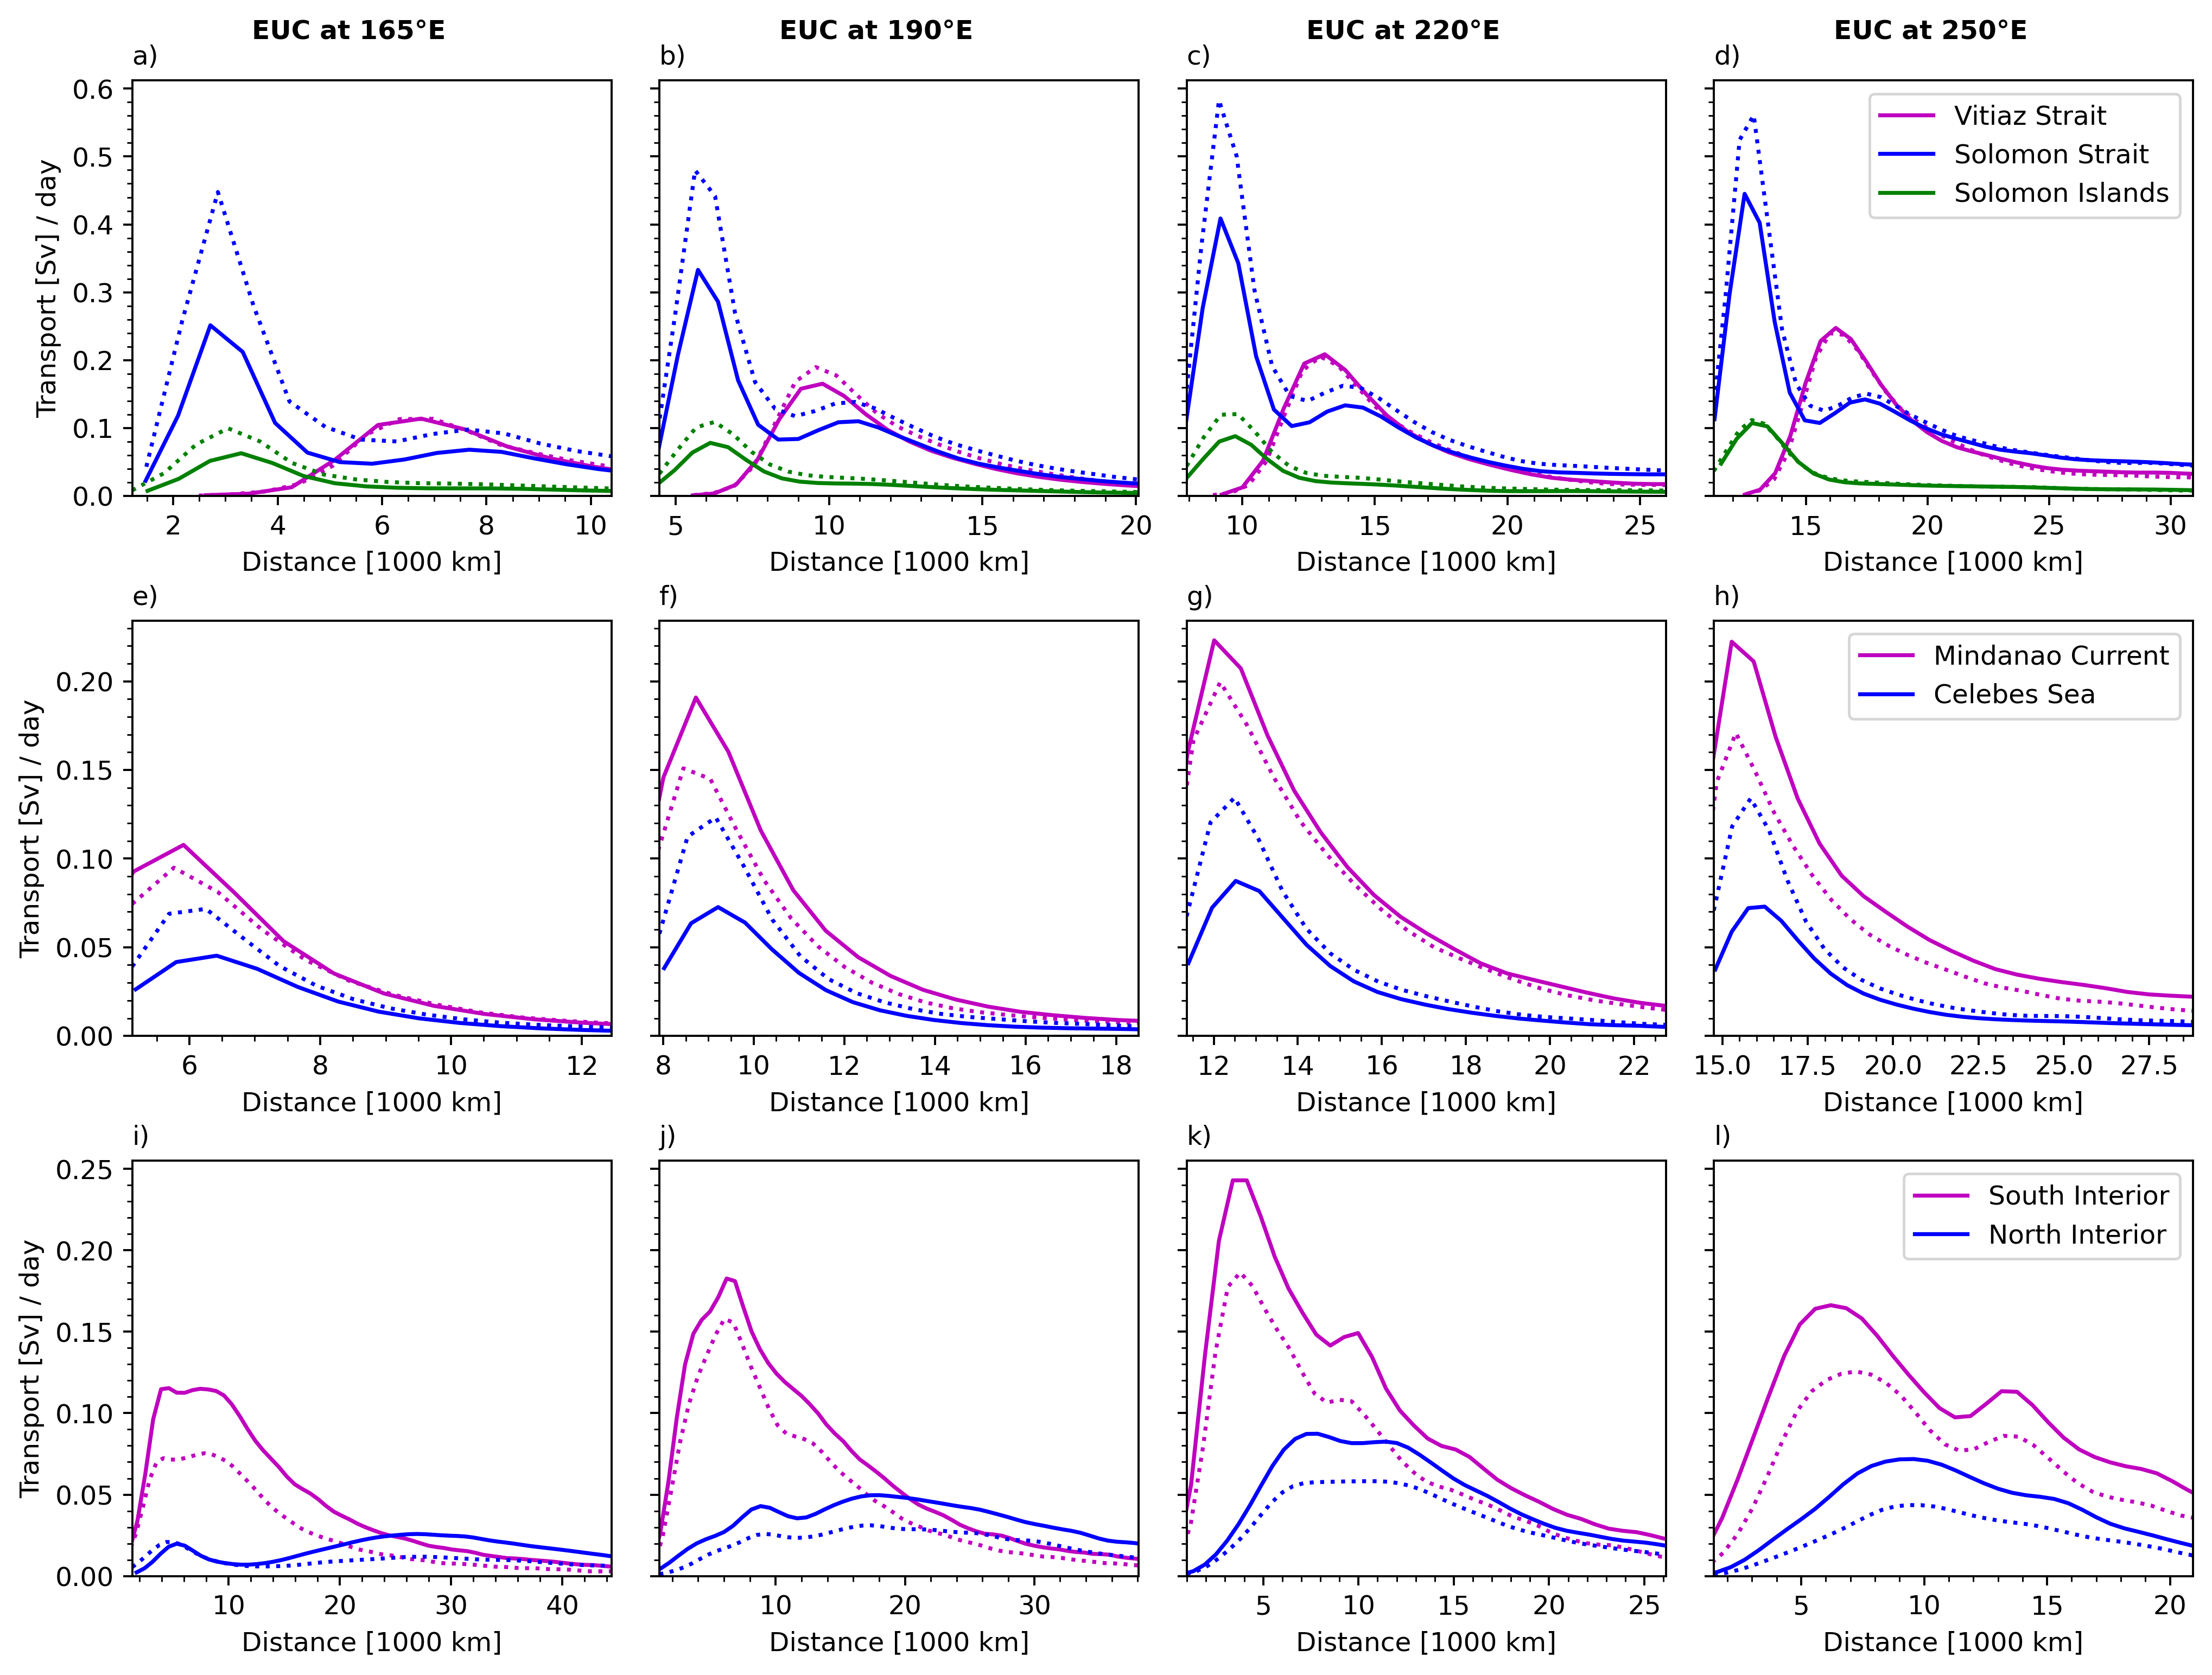 EUC at 165°E EUC at 190°E EUC at 220°E EUC at 250°E
a) b) c) d)
Transport [Sv] / day
0.6
0.5
0.4
0.3
0.2
0.1
0.0
Vitiaz Strait
Solomon Strait
Solomon Islands
2 4 6 8 10 5 10 15 20 10 15 20 25 15 20 25 30
Distance [1000 km] Distance [1000 km] Distance [1000 km] Distance [1000 km]
e) f) g) h)
Transport [Sv] / day
0.20
0.15
0.10
0.05
0.00
Mindanao Current
Celebes Sea
6 8 10 12 8 10 12 14 16 18 12 14 16 18 20 22 15.0 17.5 20.0 22.5 25.0 27.5
Distance [1000 km] Distance [1000 km] Distance [1000 km] Distance [1000 km]
i) j) k) l)
Transport [Sv] / day
0.25
0.20
0.15
0.10
0.05
0.00
South Interior
North Interior
10 20 30 40 10 20 30 5 10 15 20 25 5 10 15 20
Distance [1000 km] Distance [1000 km] Distance [1000 km] Distance [1000 km]